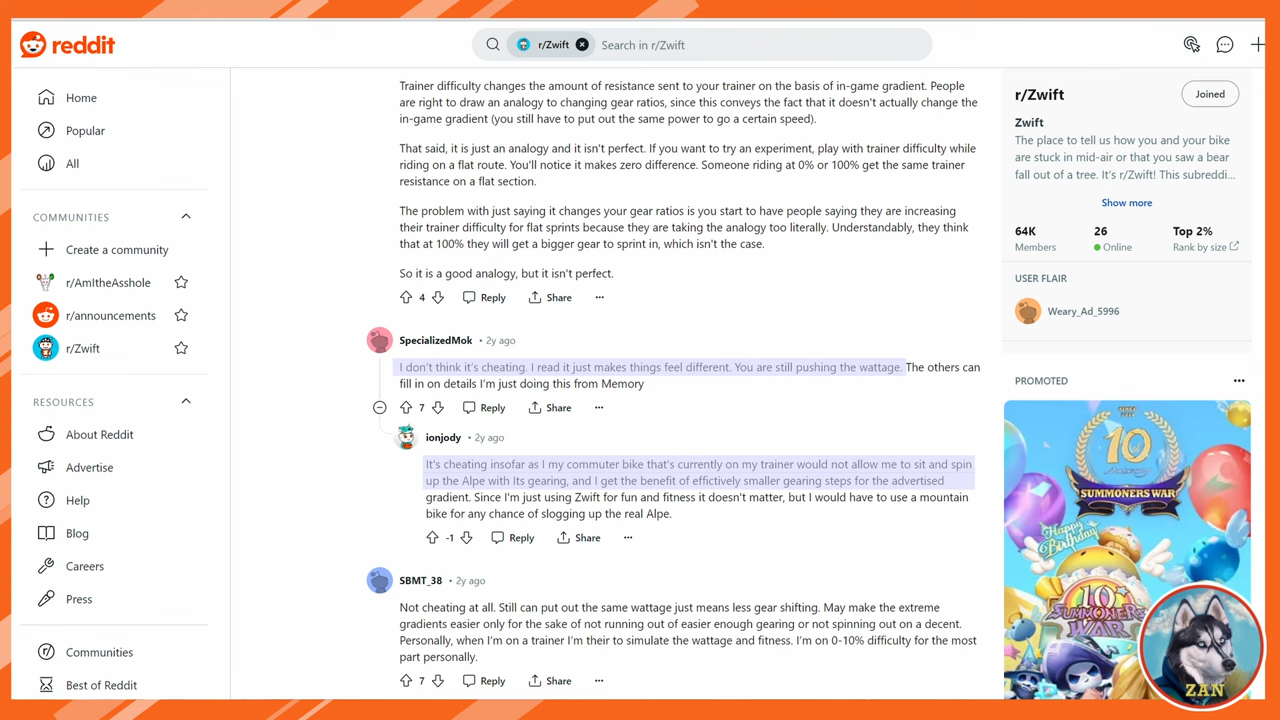 reddit
r/Zwift
Search in r/Zwift
Home
Popular
All
COMMUNITIES
Create a community
r/AmItheAsshole
r/announcements
r/Zwift
RESOURCES
About Reddit
Advertise
Help
Blog
Careers
Press
Communities
Best of Reddit
Trainer difficulty changes the amount of resistance sent to your trainer on the basis of in-game gradient. People
are right to draw an analogy to changing gear ratios, since this conveys the fact that it doesn't actually change the
in-game gradient (you still have to put out the same power to go a certain speed).
That said, it is just an analogy and it isn't perfect. If you want to try an experiment, play with trainer difficulty while
riding on a flat route. You'll notice it makes zero difference. Someone riding at 0% or 100% get the same trainer
resistance on a flat section.
The problem with just saying it changes your gear ratios is you start to have people saying they are increasing
their trainer difficulty for flat sprints because they are taking the analogy too literally. Understandably, they think
that at 100% they will get a bigger gear to sprint in, which isn't the case.
So it is a good analogy, but it isn't perfect.
4 Reply Share
SpecializedMok • 2y ago
I don't think it's cheating. I read it just makes things feel different. You are still pushing the wattage. The others can
fill in on details I'm just doing this from Memory
7 Reply Share
ionjody • 2y ago
It's cheating insofar as I my commuter bike that's currently on my trainer would not allow me to sit and spin
up the Alpe with Its gearing, and I get the benefit of effictively smaller gearing steps for the advertised
gradient. Since I'm just using Zwift for fun and fitness it doesn't matter, but I would have to use a mountain
bike for any chance of slogging up the real Alpe.
-1 Reply Share
SBMT_38 • 2y ago
Not cheating at all. Still can put out the same wattage just means less gear shifting. May make the extreme
gradients easier only for the sake of not running out of easier enough gearing or not spinning out on a decent.
Personally, when I'm on a trainer I'm their to simulate the wattage and fitness. I'm on 0-10% difficulty for the most
part personally.
7 Reply Share
r/Zwift
Joined
Zwift
The place to tell us how you and your bike
are stuck in mid-air or that you saw a bear
fall out of a tree. It's r/Zwift! This subreddi...
Show more
64K 26 Top 2%
Members Online Rank by size
USER FLAIR
Weary_Ad_5996
PROMOTED
10
Anniversary
SUMMONERS WAR
Happy
Birthday
10
SUMMONERS
WAR
ZAN